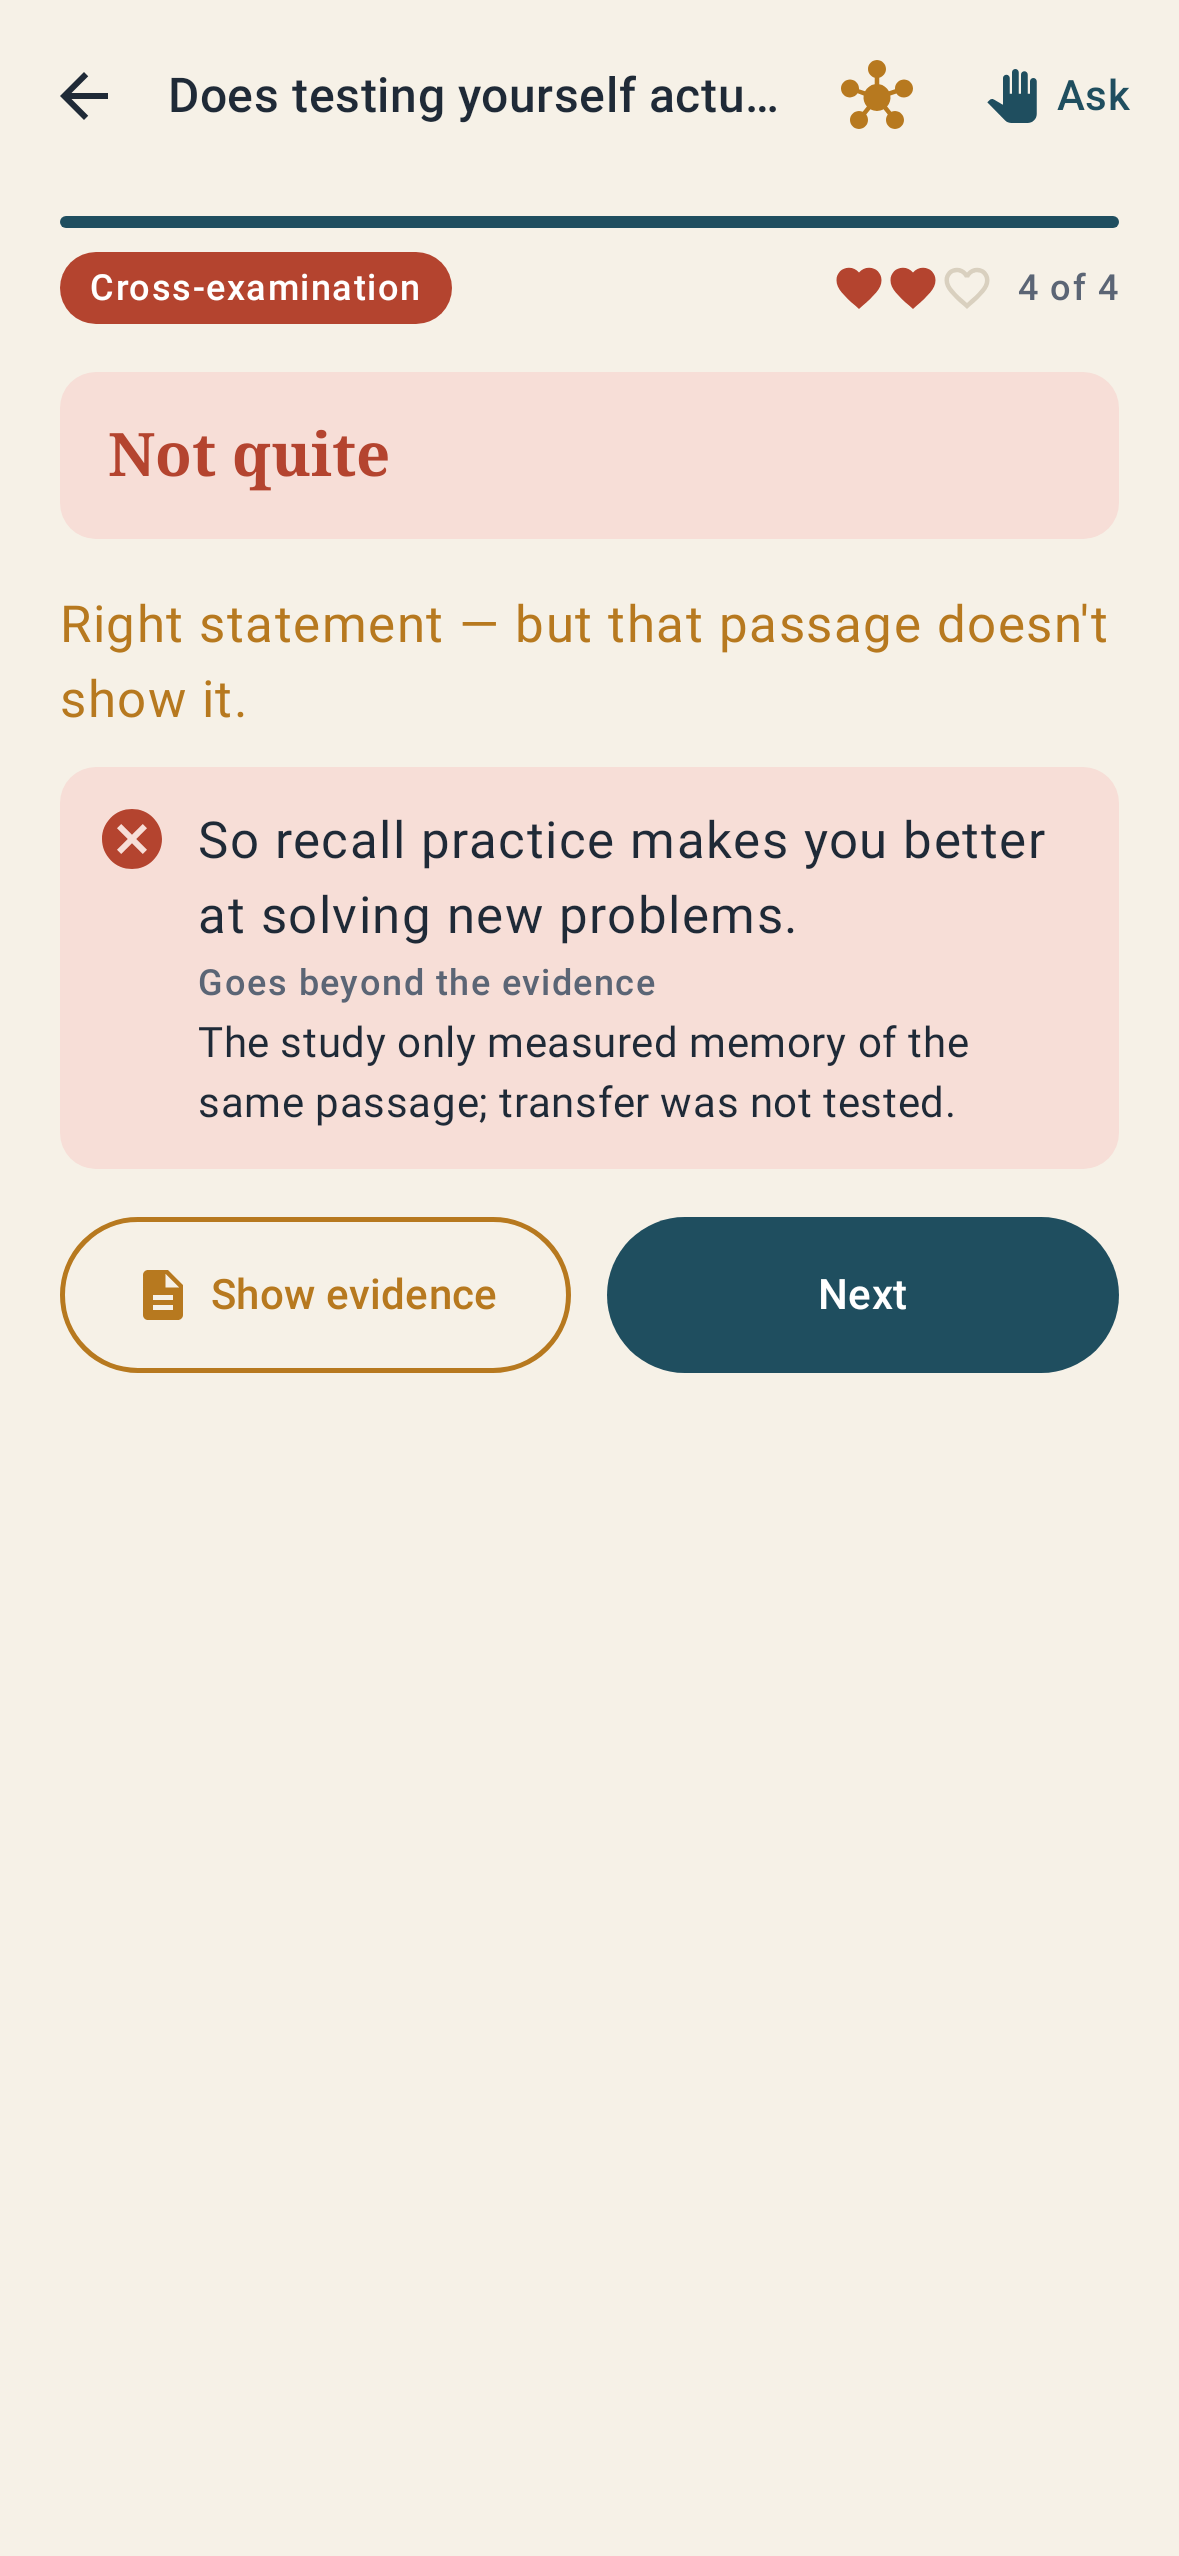 Does testing yourself actu…
Ask
Cross-examination
4 of 4
Not quite
Right statement — but that passage doesn't
show it.
So recall practice makes you better
at solving new problems.
Goes beyond the evidence
The study only measured memory of the
same passage; transfer was not tested.
Show evidence
Next